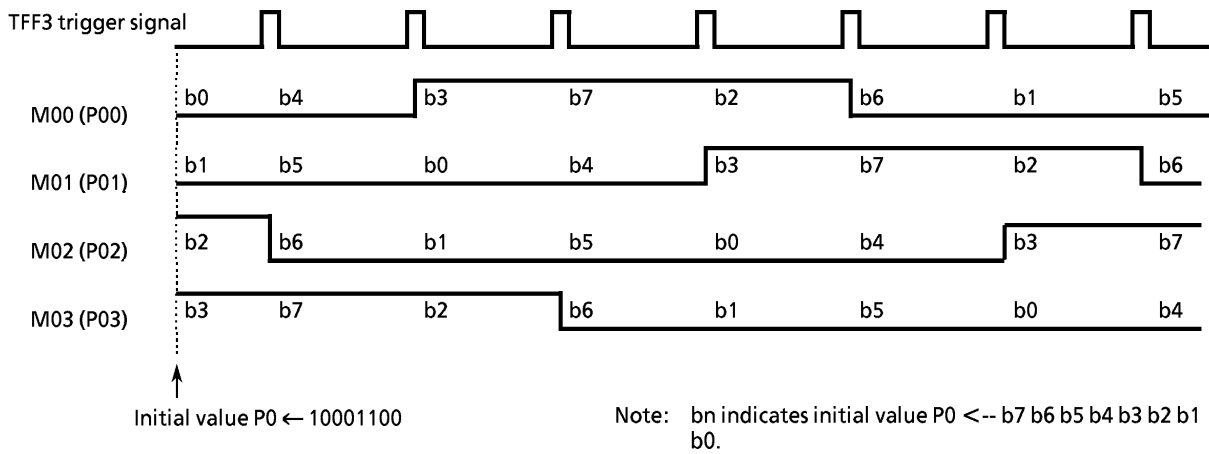 TFF3 trigger signal
M00 (P00) b0 b4 b3 b7 b2 b6 b1 b5
M01 (P01) b1 b5 b0 b4 b3 b7 b2 b6
M02 (P02) b2 b6 b1 b5 b0 b4 b3 b7
M03 (P03) b3 b7 b2 b6 b1 b5 b0 b4
Initial value P0 ← 10001100
Note: bn indicates initial value P0 <-- b7 b6 b5 b4 b3 b2 b1
b0.